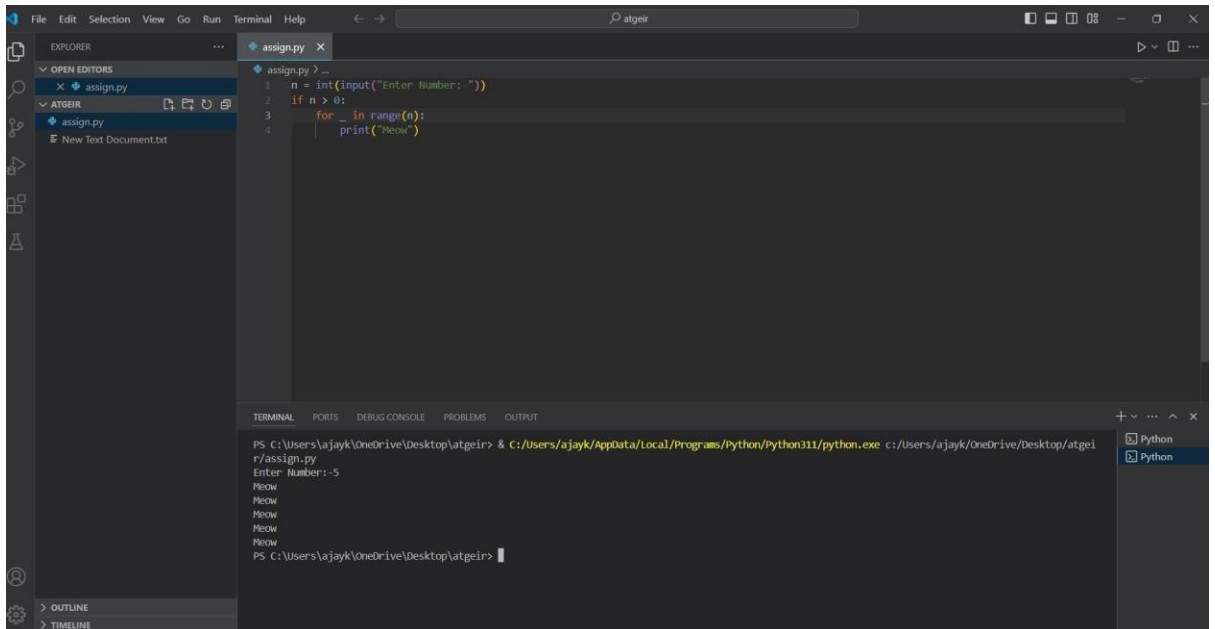 File Edit Selection View Go Run Terminal Help
atgeir
EXPLORER
OPEN EDITORS
assign.py
ATGEIR
assign.py
New Text Document.txt
OUTLINE
TIMELINE
assign.py
assign.py > ...
1 n = int(input("Enter Number:-"))
2 if n > 0:
3 for _ in range(n):
4 print("Meow")
TERMINAL PORTS DEBUG CONSOLE PROBLEMS OUTPUT
PS C:\Users\ajayk\OneDrive\Desktop\atgeir> & C:/Users/ajayk/AppData/Local/Programs/Python/Python311/python.exe c:/Users/ajayk/OneDrive/Desktop/atgei
r/assign.py
Enter Number:-5
Meow
Meow
Meow
Meow
Meow
PS C:\Users\ajayk\OneDrive\Desktop\atgeir>
Python
Python